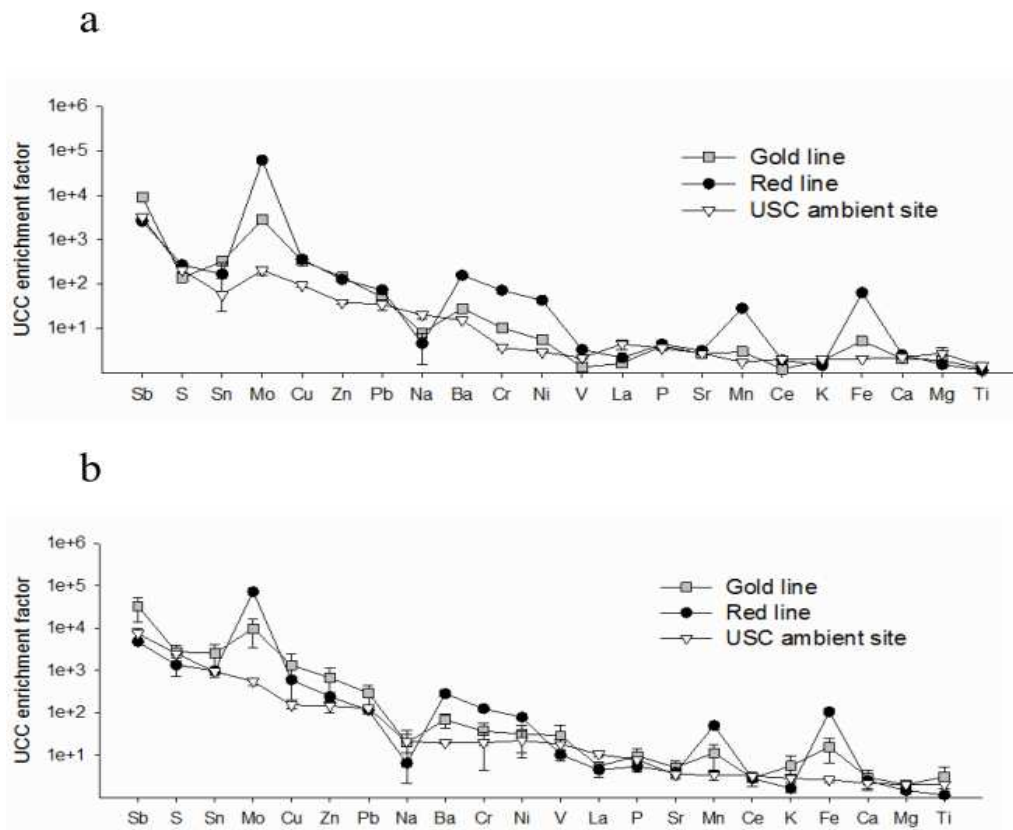 a
1e+6
1e+5
1e+4
1e+3
1e+2
1e+1
UCC enrichment factor
Gold line
Red line
USC ambient site
Sb S Sn Mo Cu Zn Pb Na Ba Cr Ni V La P Sr Mn Ce K Fe Ca Mg Ti
b
1e+6
1e+5
1e+4
1e+3
1e+2
1e+1
UCC enrichment factor
Gold line
Red line
USC ambient site
Sb S Sn Mo Cu Zn Pb Na Ba Cr Ni V La P Sr Mn Ce K Fe Ca Mg Ti